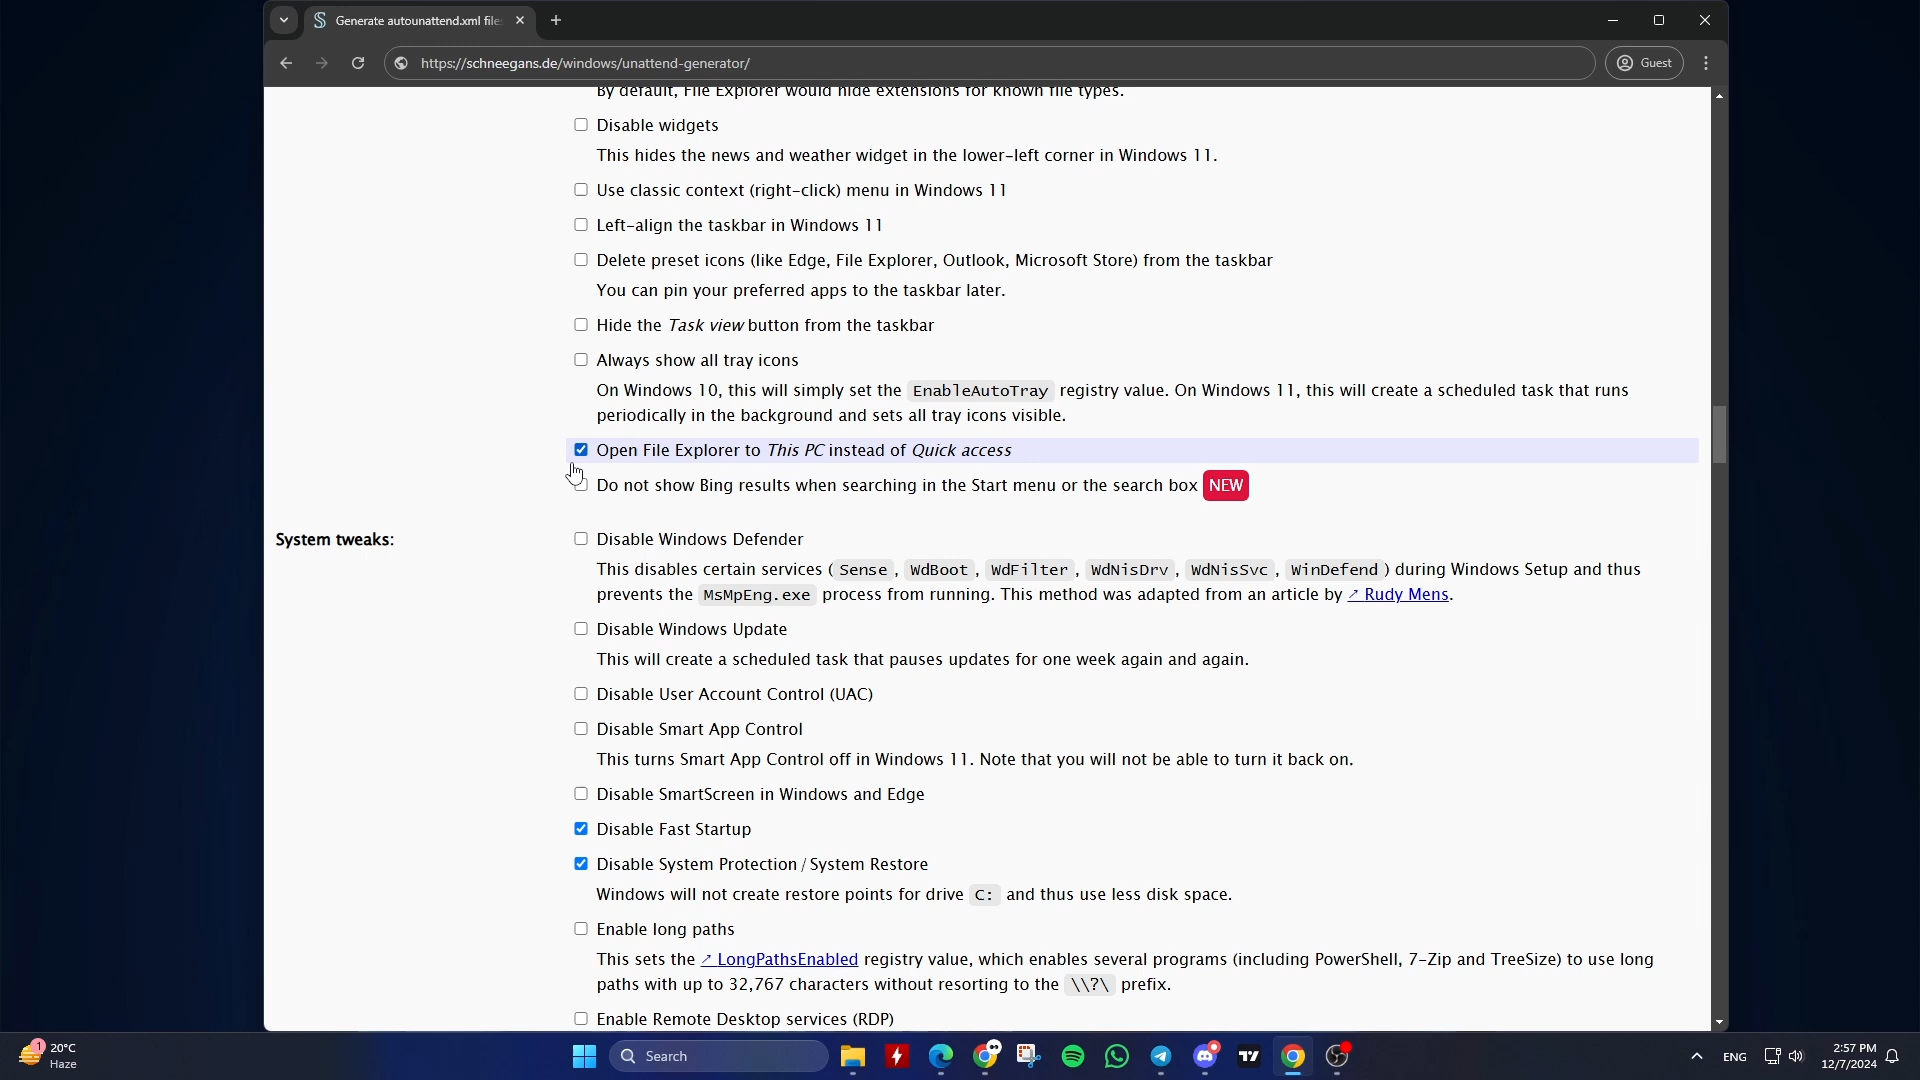 Generate autounattend.xml file
https://schneegans.de/windows/unattend-generator/
Guest
By default, File Explorer would hide extensions for known file types.
Disable widgets
This hides the news and weather widget in the lower-left corner in Windows 11.
Use classic context (right-click) menu in Windows 11
Left-align the taskbar in Windows 11
Delete preset icons (like Edge, File Explorer, Outlook, Microsoft Store) from the taskbar
You can pin your preferred apps to the taskbar later.
Hide the Task view button from the taskbar
Always show all tray icons
On Windows 10, this will simply set the EnableAutoTray registry value. On Windows 11, this will create a scheduled task that runs
periodically in the background and sets all tray icons visible.
Open File Explorer to This PC instead of Quick access
Do not show Bing results when searching in the Start menu or the search box NEW
System tweaks:
Disable Windows Defender
This disables certain services ( Sense , WdBoot , WdFilter , WdNisDrv , WdNisSvc , WinDefend ) during Windows Setup and thus
prevents the MsMpEng.exe process from running. This method was adapted from an article by ↗ Rudy Mens.
Disable Windows Update
This will create a scheduled task that pauses updates for one week again and again.
Disable User Account Control (UAC)
Disable Smart App Control
This turns Smart App Control off in Windows 11. Note that you will not be able to turn it back on.
Disable SmartScreen in Windows and Edge
Disable Fast Startup
Disable System Protection / System Restore
Windows will not create restore points for drive C: and thus use less disk space.
Enable long paths
This sets the ↗ LongPathsEnabled registry value, which enables several programs (including PowerShell, 7-Zip and TreeSize) to use long
paths with up to 32,767 characters without resorting to the \\?\ prefix.
Enable Remote Desktop services (RDP)
1
20°C
Haze
Search
ENG
2:57 PM
12/7/2024